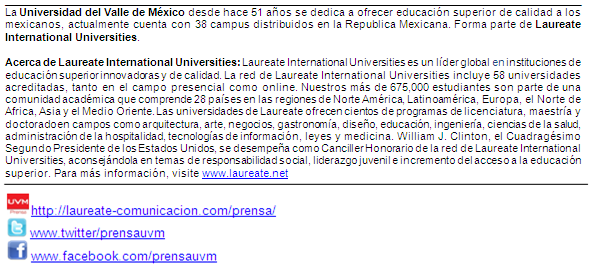 La Universidad del Valle de México desde hace 51 años se dedica a ofrecer educación superior de calidad a los
mexicanos, actualmente cuenta con 38 campus distribuidos en la Republica Mexicana. Forma parte de Laureate
International Universities.
Acerca de Laureate International Universities: Laureate International Universities es un líder global en instituciones de
educación superior innovadoras y de calidad. La red de Laureate International Universities incluye 58 universidades
acreditadas, tanto en el campo presencial como online. Nuestros más de 675,000 estudiantes son parte de una
comunidad académica que comprende 28 países en las regiones de Norte América, Latinoamérica, Europa, el Norte de
Africa, Asia y el Medio Oriente. Las universidades de Laureate ofrecen cientos de programas de licenciatura, maestría y
doctorado en campos como arquitectura, arte, negocios, gastronomía, diseño, educación, ingeniería, ciencias de la salud,
administración de la hospitalidad, tecnologías de información, leyes y medicina. William J. Clinton, el Cuadragésimo
Segundo Presidente de los Estados Unidos, se desempeña como Canciller Honorario de la red de Laureate International
Universities, aconsejándola en temas de responsabilidad social, liderazgo juvenil e incremento del acceso a la educación
superior. Para más información, visite www.laureate.net
UVM
Prensa
http://laureate-comunicacion.com/prensa/
www.twitter/prensauvm
www.facebook.com/prensauvm